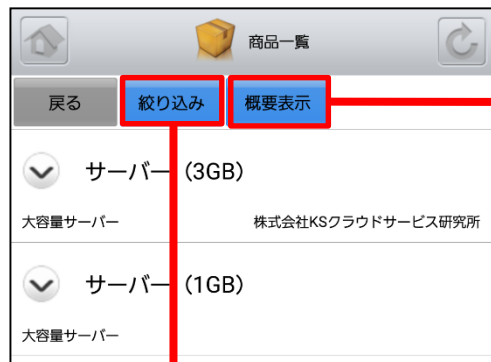 商品一覧
戻る 絞り込み 概要表示
サーバー (3GB)
大容量サーバー 株式会社KSクラウドサービス研究所
サーバー (1GB)
大容量サーバー